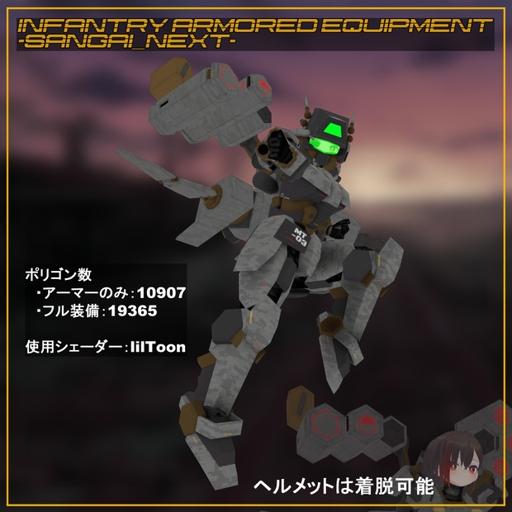 INFANTRY ARMORED EQUIPMENT
-SANGAI_NEXT-
MT
-03
ポリゴン数
・アーマーのみ:10907
・フル装備:19365
使用シェーダー:lilToon
ヘルメットは着脱可能